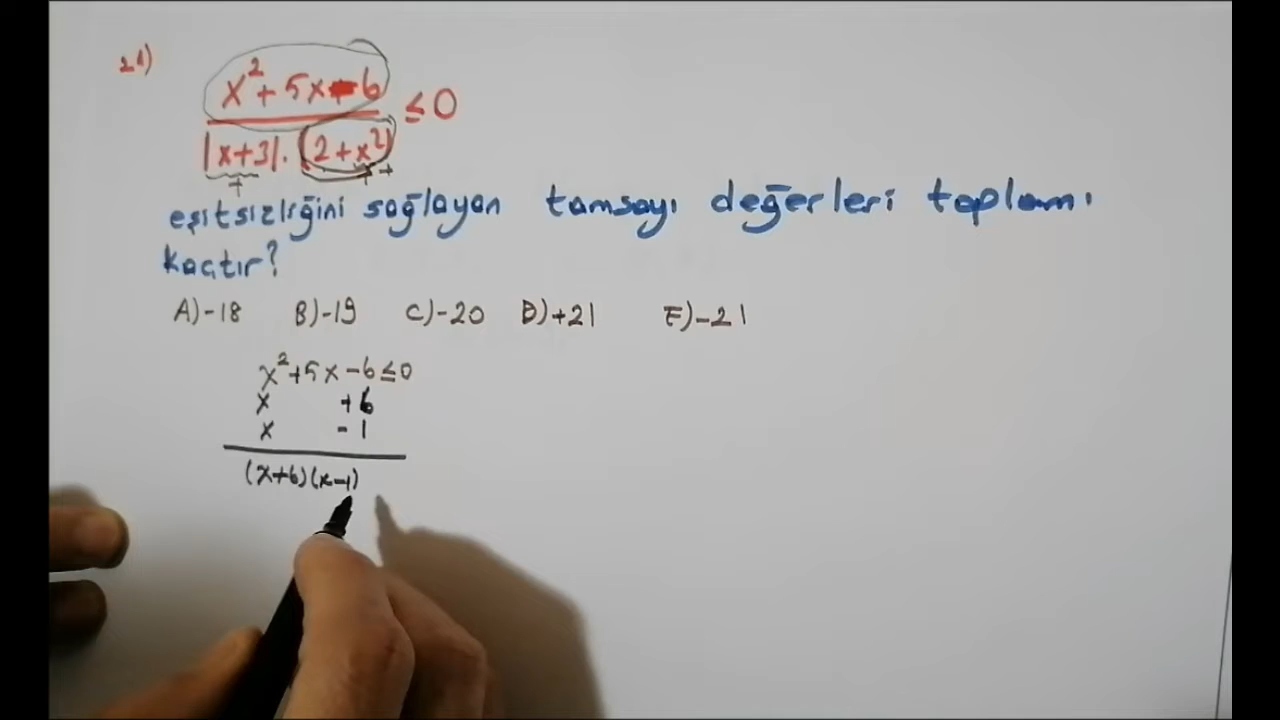 21)
x² + 5x - 6
|x+3|. (2+x²) ≤ 0
+ + +
eşitsizliğini sağlayan tamsayı değerleri toplamı
kaçtır?
A)-18 B)-19 C)-20 D)+21 E)-21
x² +5x -6 ≤0
x +6
x -1
(x+6)(x-1)